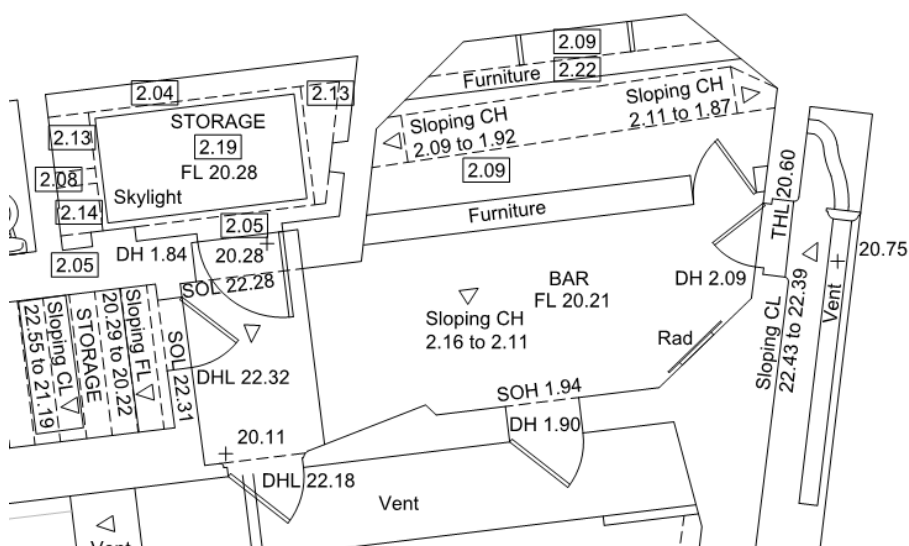 2.09
Furniture
2.22
2.04
2.13
Sloping CH
2.09 to 1.92
Sloping CH
2.11 to 1.87
STORAGE
2.19
FL 20.28
2.13
2.08
Skylight
2.14
2.09
2.05
Furniture
THL 20.60
DH 1.84
20.28
2.05
SOL 22.28
BAR
FL 20.21
DH 2.09
20.75
Vent
Sloping CL
22.43 to 22.39
Sloping CH
2.16 to 2.11
Rad
Sloping CL
22.55 to 21.19
STORAGE
Sloping FL
20.29 to 20.22
SOL 22.31
DHL 22.32
SOH 1.94
DH 1.90
20.11
DHL 22.18
Vent